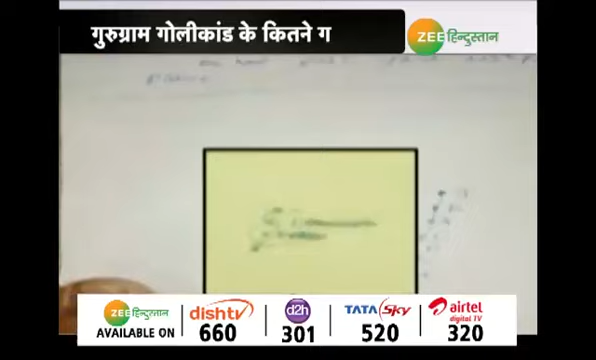 गुरुग्राम गोलीकांड के कितने ग
ZEE हिन्दुस्तान
ZEE हिन्दुस्तान
AVAILABLE ON
dishtv
660
d2h
301
TATA Sky
520
airtel
digital TV
320